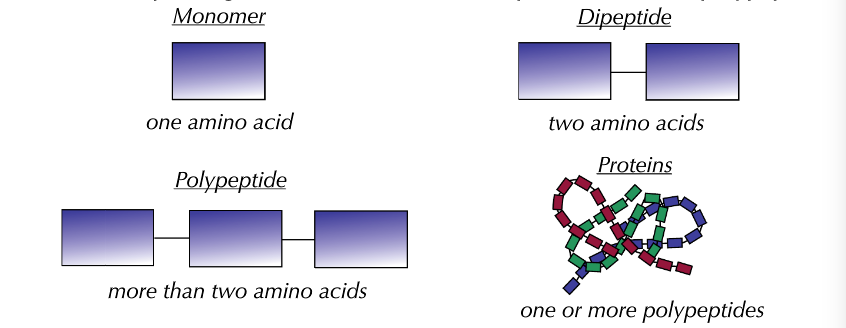 Monomer
one amino acid
Dipeptide
two amino acids
Polypeptide
more than two amino acids
Proteins
one or more polypeptides